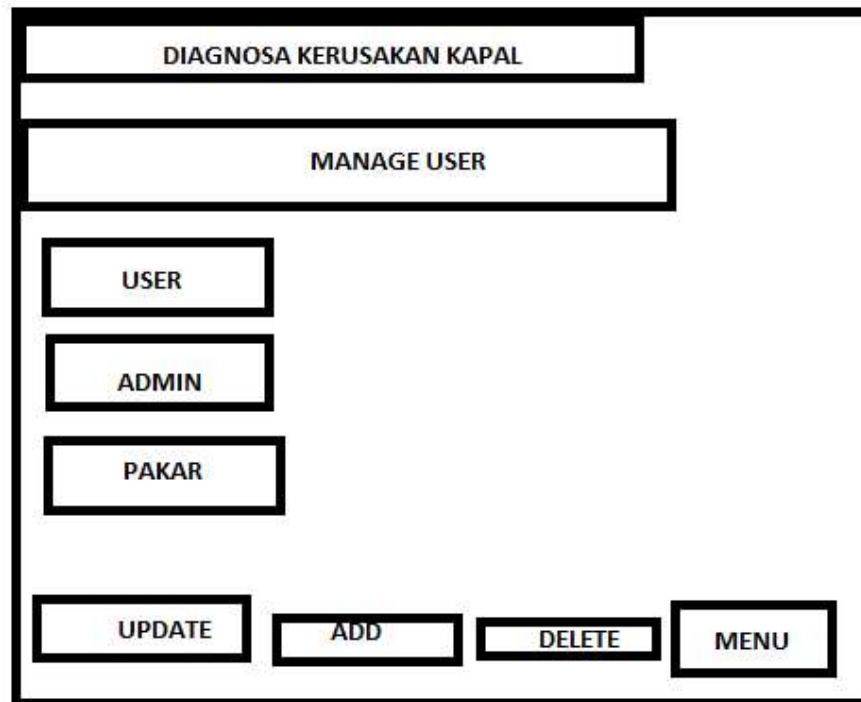 DIAGNOSA KERUSAKAN KAPAL
MANAGE USER
USER
ADMIN
PAKAR
UPDATE ADD DELETE MENU